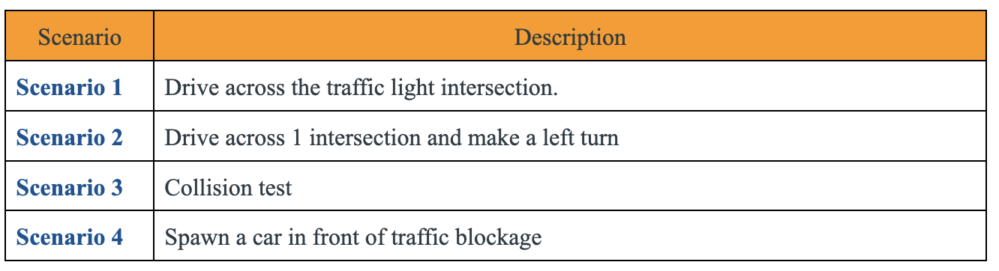 Scenario Description
Scenario 1 Drive across the traffic light intersection.
Scenario 2 Drive across 1 intersection and make a left turn
Scenario 3 Collision test
Scenario 4 Spawn a car in front of traffic blockage